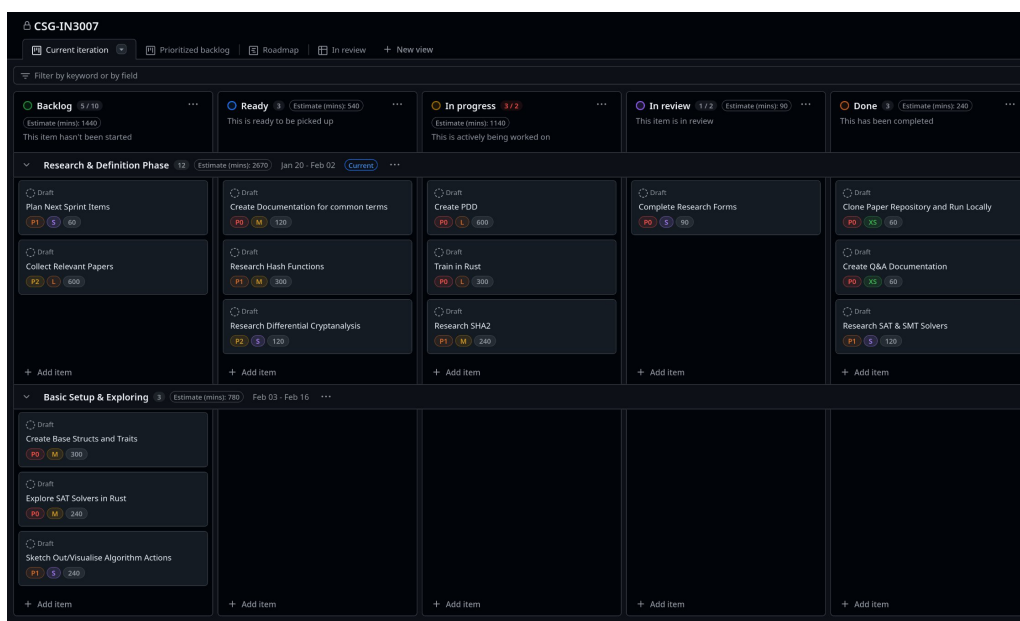 CSG-IN3007
Current iteration
Prioritized backlog
Roadmap
In review
+ New view
Filter by keyword or by field
Backlog 5 / 10
Estimate (mins): 1440
This item hasn't been started
Ready 3 Estimate (mins): 540
This is ready to be picked up
In progress 3 / 2
Estimate (mins): 1140
This is actively being worked on
In review 1 / 2 Estimate (mins): 90
This item is in review
Done 3 Estimate (mins): 240
This has been completed
Research & Definition Phase 12 Estimate (mins): 2670 Jan 20 - Feb 02 Current
Draft
Plan Next Sprint Items
P1 S 60
Draft
Collect Relevant Papers
P2 L 600
+ Add item
Draft
Create Documentation for common terms
P0 M 120
Draft
Research Hash Functions
P1 M 300
Draft
Research Differential Cryptanalysis
P2 S 120
+ Add item
Draft
Create PDD
P0 L 600
Draft
Train in Rust
P0 L 300
Draft
Research SHA2
P1 M 240
+ Add item
Draft
Complete Research Forms
P0 S 90
+ Add item
Draft
Clone Paper Repository and Run Locally
P0 XS 60
Draft
Create Q&A Documentation
P0 XS 60
Draft
Research SAT & SMT Solvers
P1 S 120
+ Add item
Basic Setup & Exploring 3 Estimate (mins): 780 Feb 03 - Feb 16
Draft
Create Base Structs and Traits
P0 M 300
Draft
Explore SAT Solvers in Rust
P0 M 240
Draft
Sketch Out/Visualise Algorithm Actions
P1 S 240
+ Add item
+ Add item
+ Add item
+ Add item
+ Add item